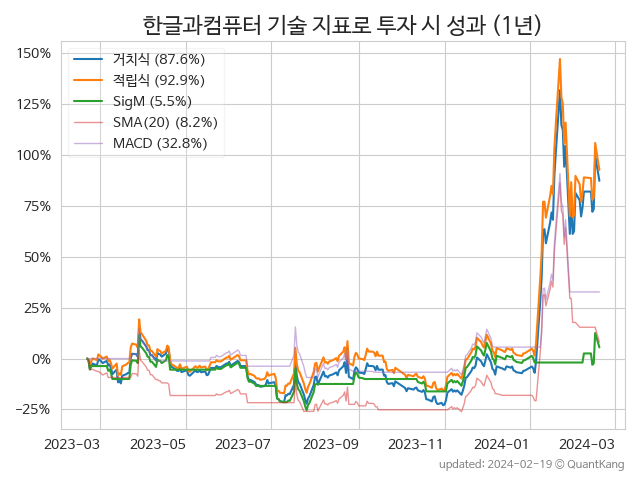 한글과컴퓨터 기술 지표로 투자 시 성과 (1년)
150%
125%
100%
75%
50%
25%
0%
−25%
거치식 (87.6%)
적립식 (92.9%)
SigM (5.5%)
SMA(20) (8.2%)
MACD (32.8%)
2023-03
2023-05
2023-07
2023-09
2023-11
2024-01
2024-03
updated: 2024-02-19 © QuantKang